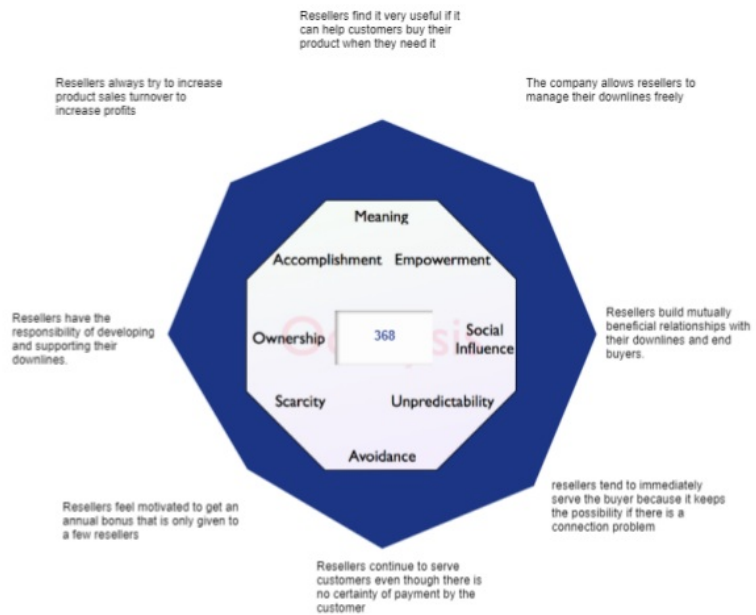 Resellers find it very useful if it
can help customers buy their
product when they need it
Resellers always try to increase
product sales turnover to
increase profits
The company allows resellers to
manage their downlines freely
Meaning
Accomplishment
Empowerment
Resellers have the
responsibility of developing
and supporting their
downlines.
Ownership
368
Social
Influence
Resellers build mutually
beneficial relationships with
their downlines and end
buyers.
Scarcity
Unpredictability
Avoidance
Resellers feel motivated to get an
annual bonus that is only given to
a few resellers
resellers tend to immediately
serve the buyer because it keeps
the possibility if there is a
connection problem
Resellers continue to serve
customers even though there is
no certainty of payment by the
customer